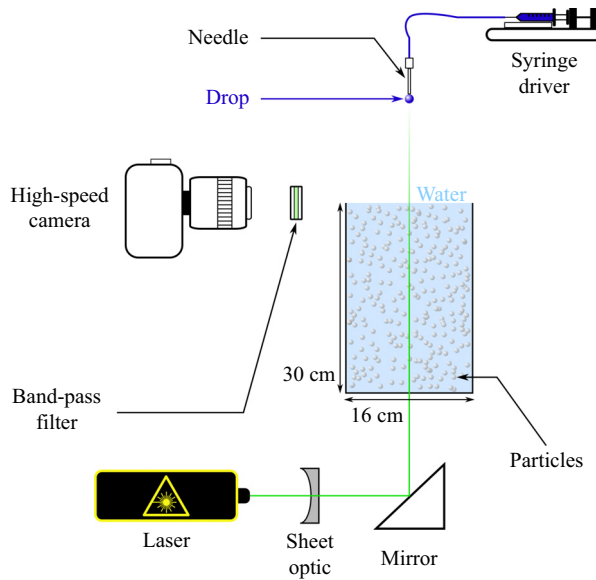 Needle
Syringe
driver
Drop
High-speed
camera
Water
30 cm
16 cm
Band-pass
filter
Particles
Laser
Sheet
optic
Mirror